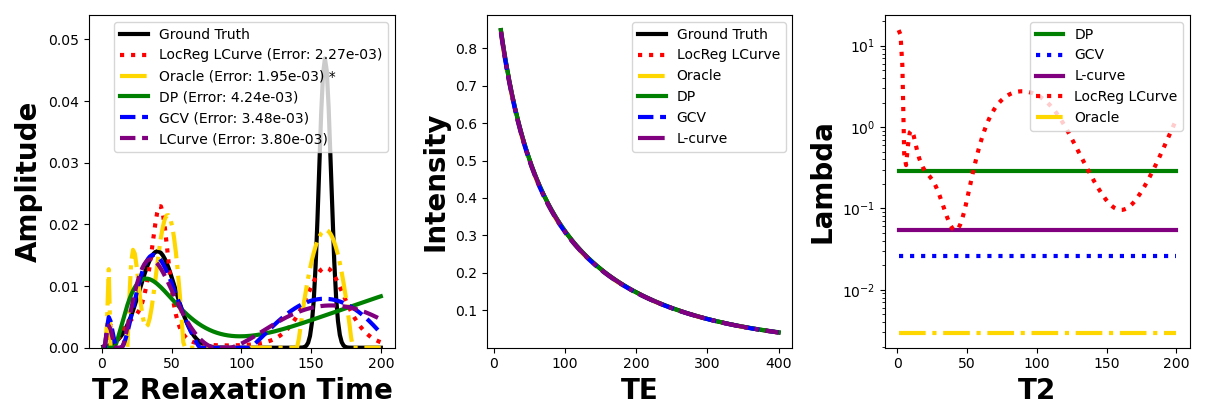 0.05
0.04
0.03
0.02
0.01
0.00
Amplitude
Ground Truth
LocReg LCurve (Error: 2.27e-03)
Oracle (Error: 1.95e-03) *
DP (Error: 4.24e-03)
GCV (Error: 3.48e-03)
LCurve (Error: 3.80e-03)
0 50 100 150 200
T2 Relaxation Time
0.8
0.7
0.6
0.5
0.4
0.3
0.2
0.1
Intensity
Ground Truth
LocReg LCurve
Oracle
DP
GCV
L-curve
0 100 200 300 400
TE
10¹
10⁰
10⁻¹
10⁻²
Lambda
DP
GCV
L-curve
LocReg LCurve
Oracle
0 50 100 150 200
T2